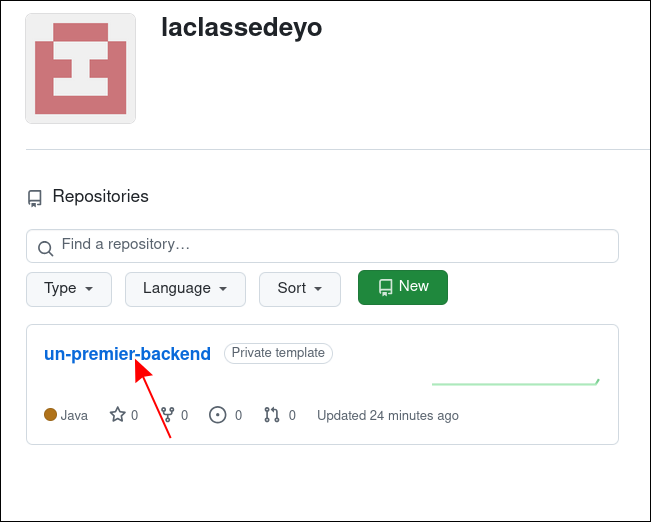 laclassedeyo
Repositories
Find a repository…
Type Language Sort New
un-premier-backend Private template
Java 0 0 0 0 Updated 24 minutes ago